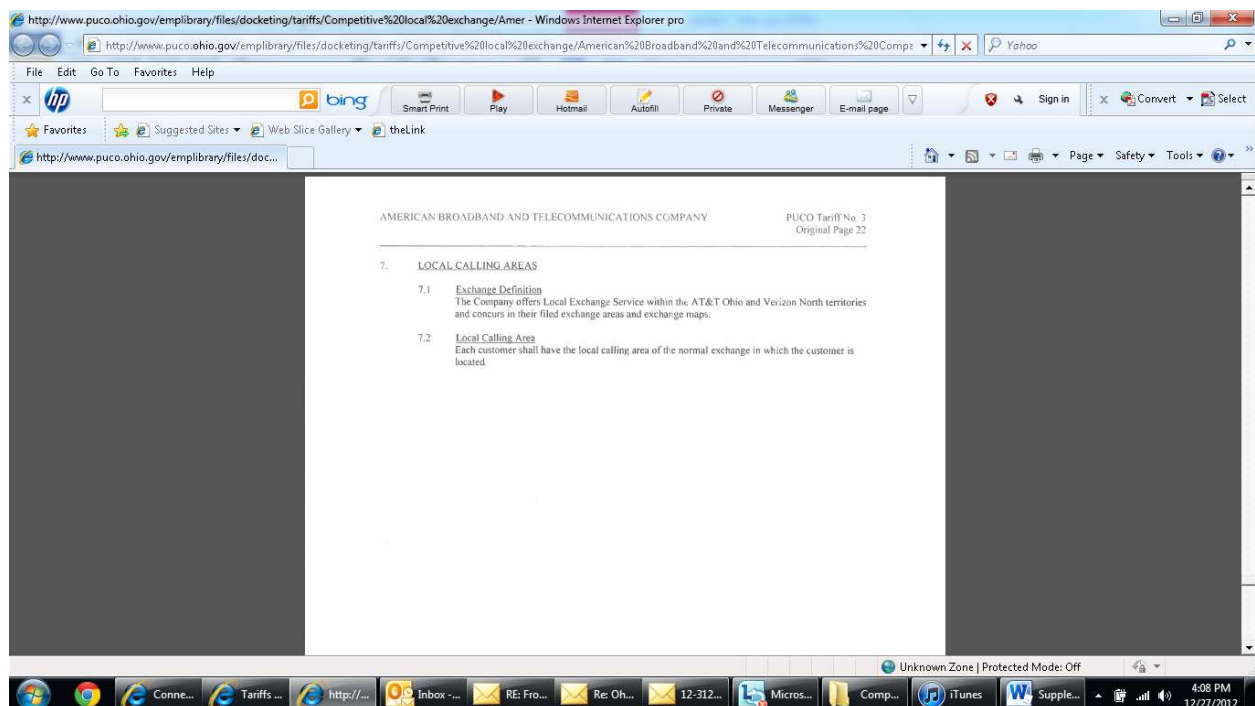 http://www.puco.ohio.gov/emplibrary/files/docketing/tariffs/Competitive%20local%20exchange/Amer - Windows Internet Explorer pro
http://www.puco.ohio.gov/emplibrary/files/docketing/tariffs/Competitive%20local%20exchange/American%20Broadband%20and%20Telecommunications%20Compa Yahoo
File Edit Go To Favorites Help
x hp bing Smart Print Play Hotmail Autofill Private Messenger E-mail page Sign in x Convert Select
Favorites Suggested Sites Web Slice Gallery theLink
http://www.puco.ohio.gov/emplibrary/files/doc... Page Safety Tools
AMERICAN BROADBAND AND TELECOMMUNICATIONS COMPANY PUCO Tariff No. 3
Original Page 22
7. LOCAL CALLING AREAS
7.1 Exchange Definition
The Company offers Local Exchange Service within the AT&T Ohio and Verizon North territories
and concurs in their filed exchange areas and exchange maps.
7.2 Local Calling Area
Each customer shall have the local calling area of the normal exchange in which the customer is
located.
Unknown Zone | Protected Mode: Off
Conne... Tariffs ... http://... Inbox -... RE: Fro... Re: Oh... 12-312... Micros... Comp... iTunes Supple... 4:08 PM
12/27/2012